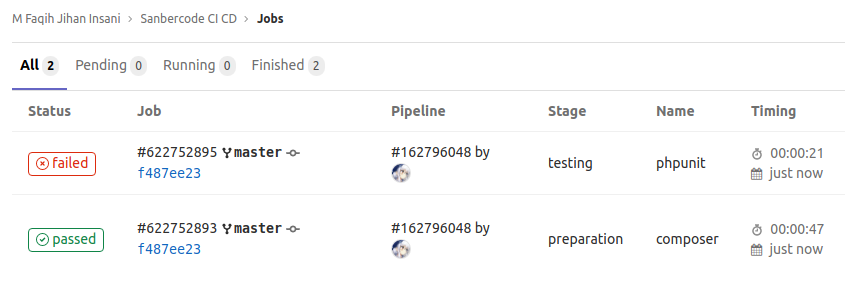 M Faqih Jihan Insani > Sanbercode CI CD > Jobs
All 2 Pending 0 Running 0 Finished 2
Status Job Pipeline Stage Name Timing
failed #622752895 master f487ee23 #162796048 by testing phpunit 00:00:21 just now
passed #622752893 master f487ee23 #162796048 by preparation composer 00:00:47 just now